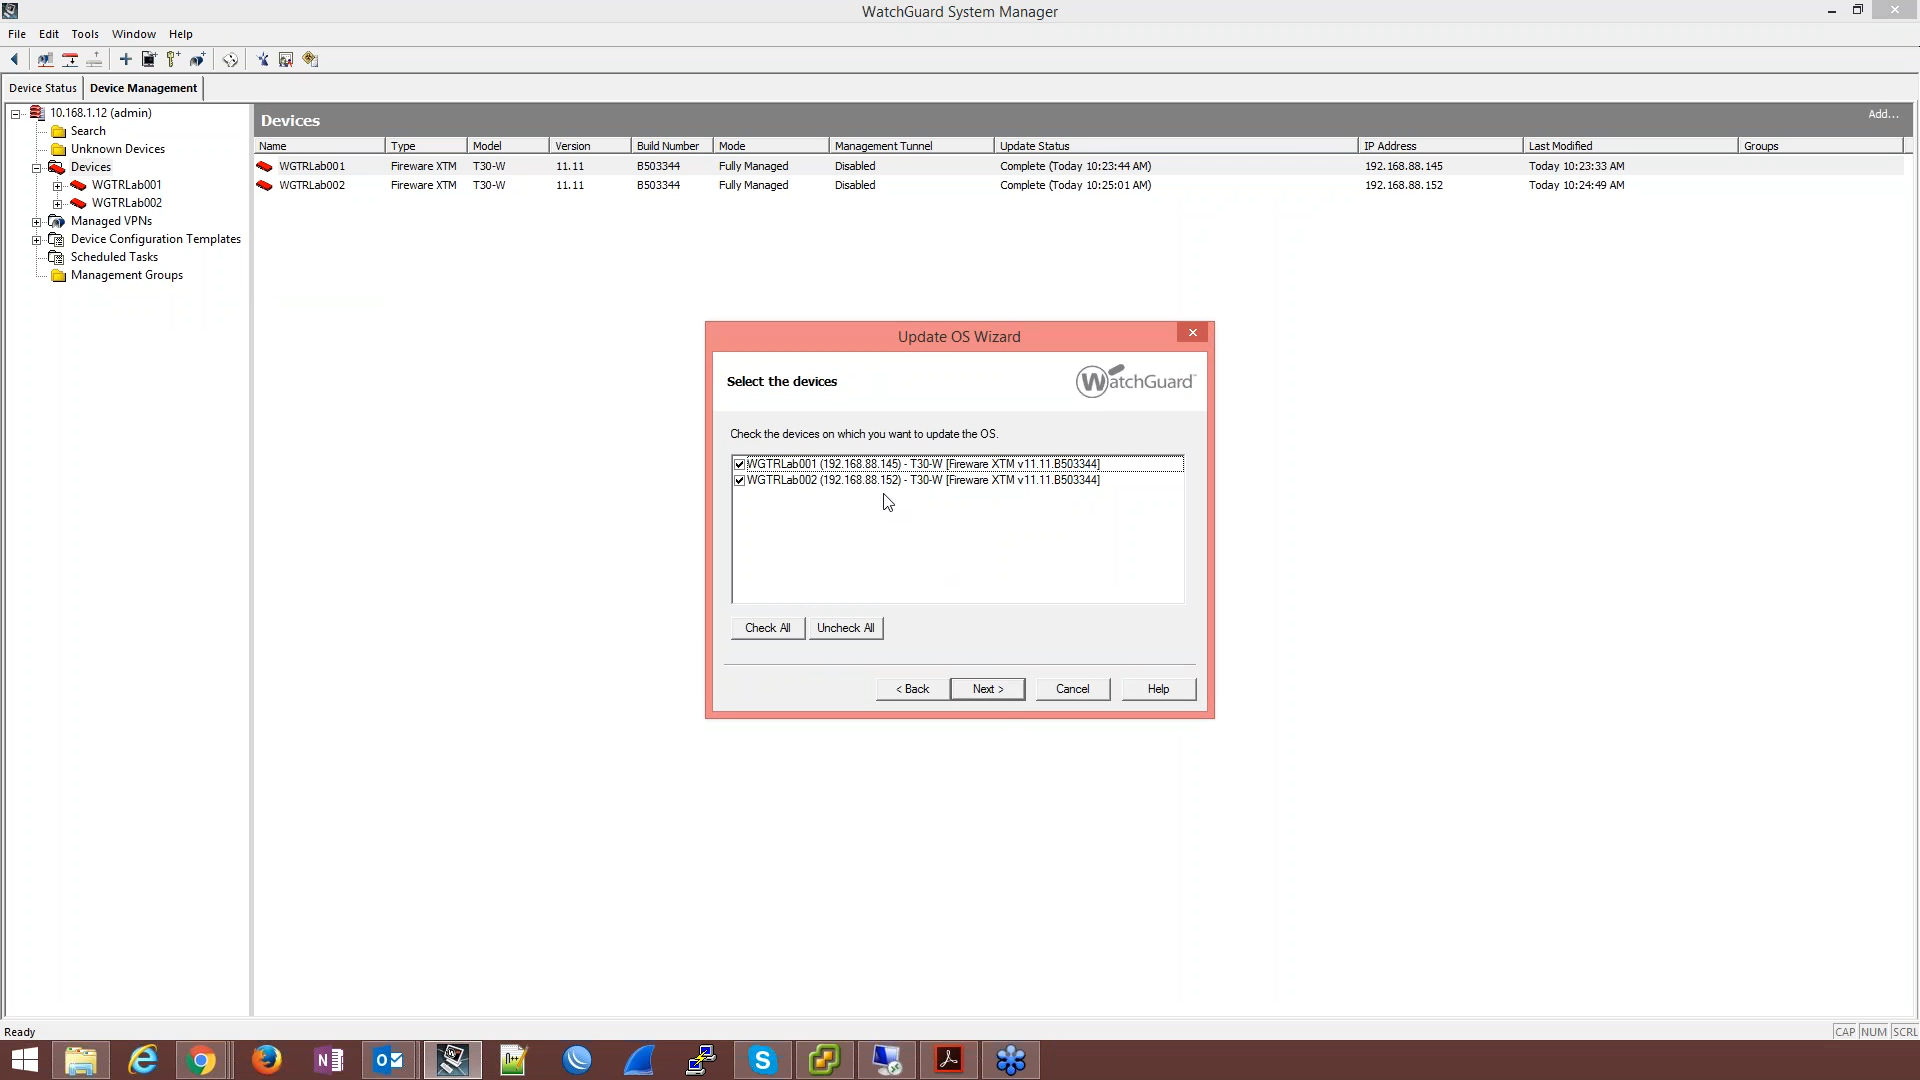 WatchGuard System Manager
File Edit Tools Window Help
Device Status Device Management
10.168.1.12 (admin)
Search
Unknown Devices
Devices
WGTRLab001
WGTRLab002
Managed VPNs
Device Configuration Templates
Scheduled Tasks
Management Groups
Devices Add...
Name Type Model Version Build Number Mode Management Tunnel Update Status IP Address Last Modified Groups
WGTRLab001 Fireware XTM T30-W 11.11 B503344 Fully Managed Disabled Complete (Today 10:23:44 AM) 192.168.88.145 Today 10:23:33 AM
WGTRLab002 Fireware XTM T30-W 11.11 B503344 Fully Managed Disabled Complete (Today 10:25:01 AM) 192.168.88.152 Today 10:24:49 AM
Update OS Wizard
Select the devices
WatchGuard
Check the devices on which you want to update the OS.
WGTRLab001 (192.168.88.145) - T30-W [Fireware XTM v11.11.B503344]
WGTRLab002 (192.168.88.152) - T30-W [Fireware XTM v11.11.B503344]
Check All Uncheck All
< Back Next > Cancel Help
Ready CAP NUM SCRL